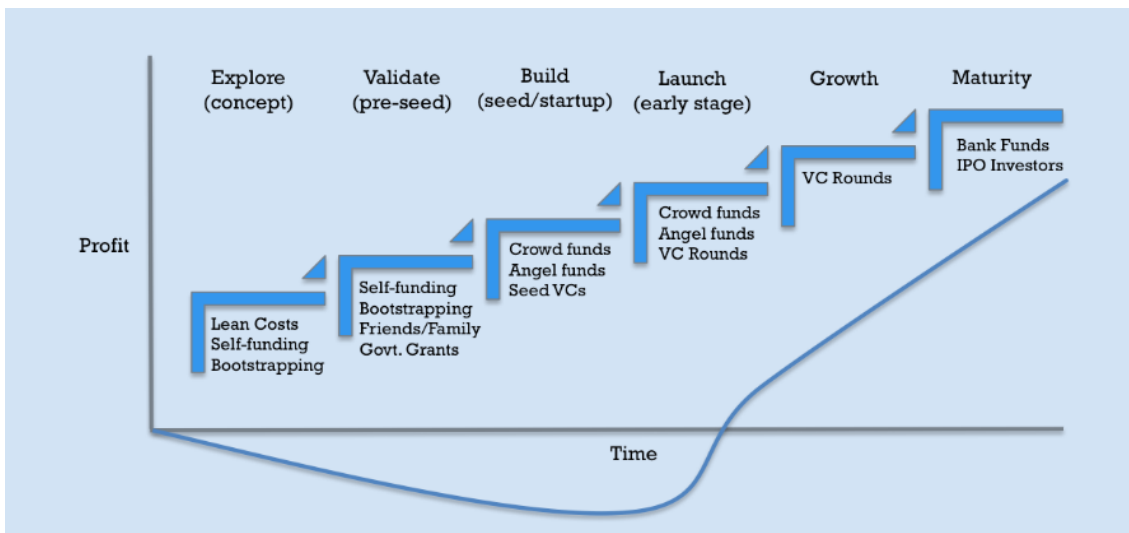 Explore
(concept)
Validate
(pre-seed)
Build
(seed/startup)
Launch
(early stage)
Growth
Maturity
Bank Funds
IPO Investors
VC Rounds
Crowd funds
Angel funds
VC Rounds
Crowd funds
Angel funds
Seed VCs
Self-funding
Bootstrapping
Friends/Family
Govt. Grants
Lean Costs
Self-funding
Bootstrapping
Profit
Time